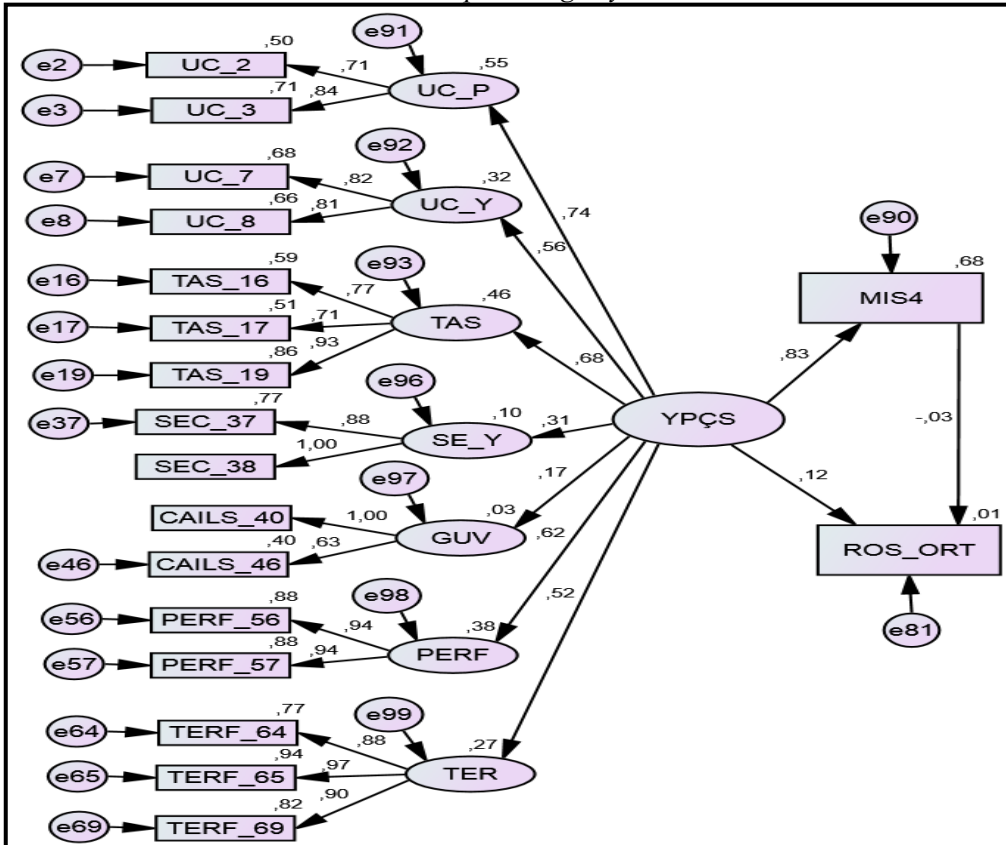 e91
,50
e2
UC_2
,71
,55
UC_P
,71
,84
e3
UC_3
e92
,68
e7
UC_7
,82
,32
UC_Y
,66
,81
e8
UC_8
,74
,56
e90
,59
e93
e16
TAS_16
,77
,46
,68
MIS4
,51
,71
e17
TAS_17
TAS
,86
,93
e19
TAS_19
,68
,83
e96
,77
e37
SEC_37
,88
,10
,31
YPÇS
SE_Y
1,00
SEC_38
-,03
e97
,17
,12
CAILS_40
1,00
,03
,01
GUV
,62
,40
,63
e46
CAILS_46
ROS_ORT
,52
,88
e98
e56
PERF_56
,94
,38
e81
,88
,94
PERF
e57
PERF_57
,77
e99
e64
TERF_64
,88
,27
,94
,97
e65
TERF_65
TER
,82
,90
e69
TERF_69